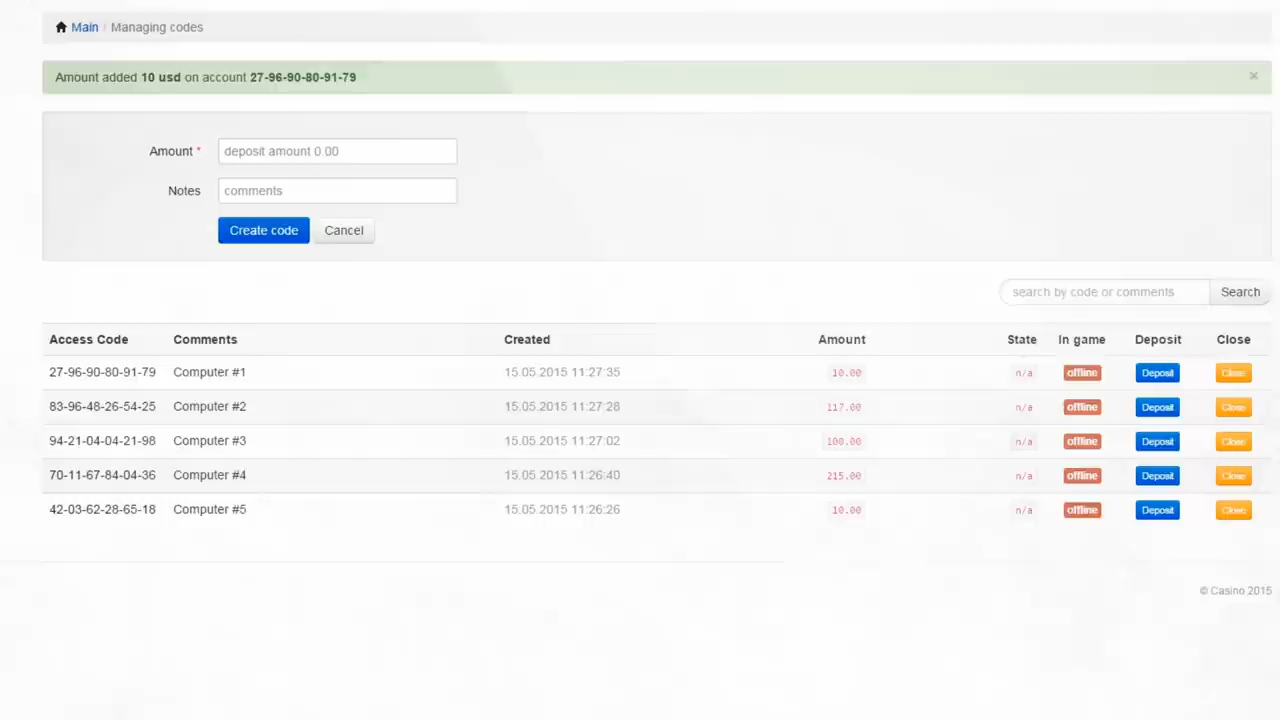 Main / Managing codes
Amount added 10 usd on account 27-96-90-80-91-79 ×
Amount * deposit amount 0.00
Notes comments
Create code Cancel
search by code or comments Search
Access Code Comments Created Amount State In game Deposit Close
27-96-90-80-91-79 Computer #1 15.05.2015 11:27:35 10.00 n/a offline Deposit Close
83-96-48-26-54-25 Computer #2 15.05.2015 11:27:28 117.00 n/a offline Deposit Close
94-21-04-04-21-98 Computer #3 15.05.2015 11:27:02 100.00 n/a offline Deposit Close
70-11-67-84-04-36 Computer #4 15.05.2015 11:26:40 215.00 n/a offline Deposit Close
42-03-62-28-65-18 Computer #5 15.05.2015 11:26:26 10.00 n/a offline Deposit Close
© Casino 2015